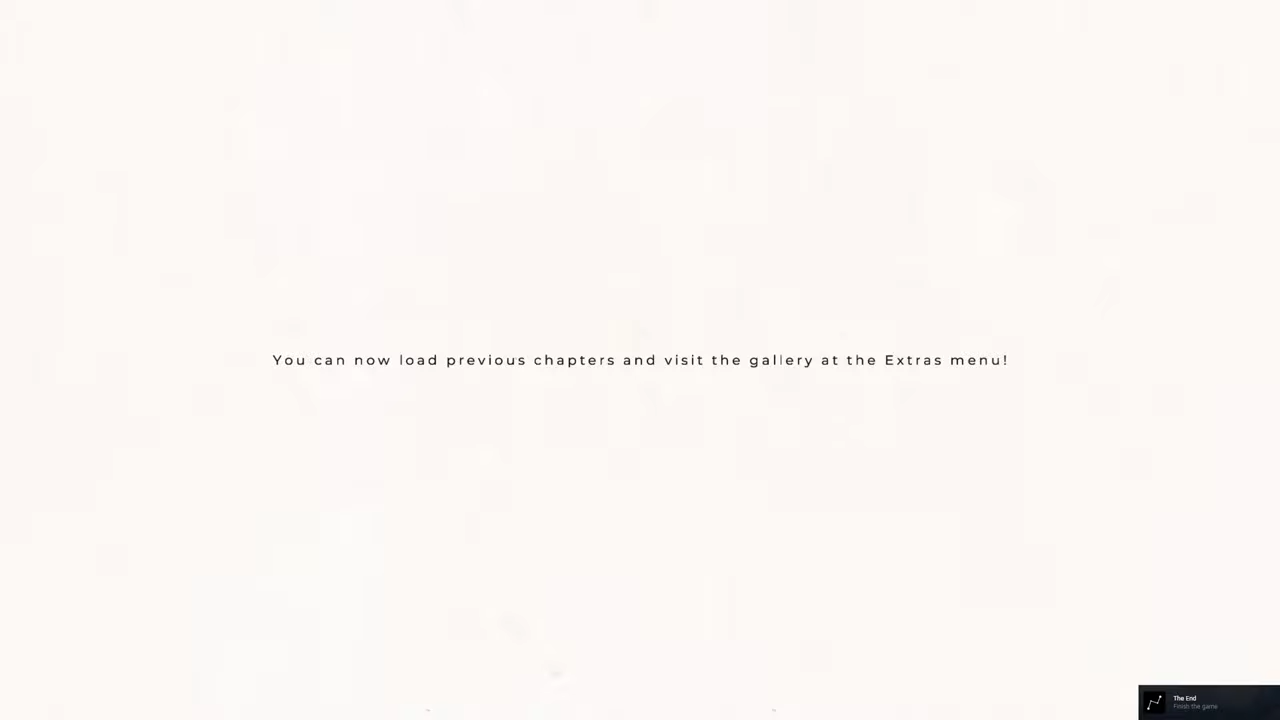 You can now load previous chapters and visit the gallery at the Extras menu!
The End
Finish the game